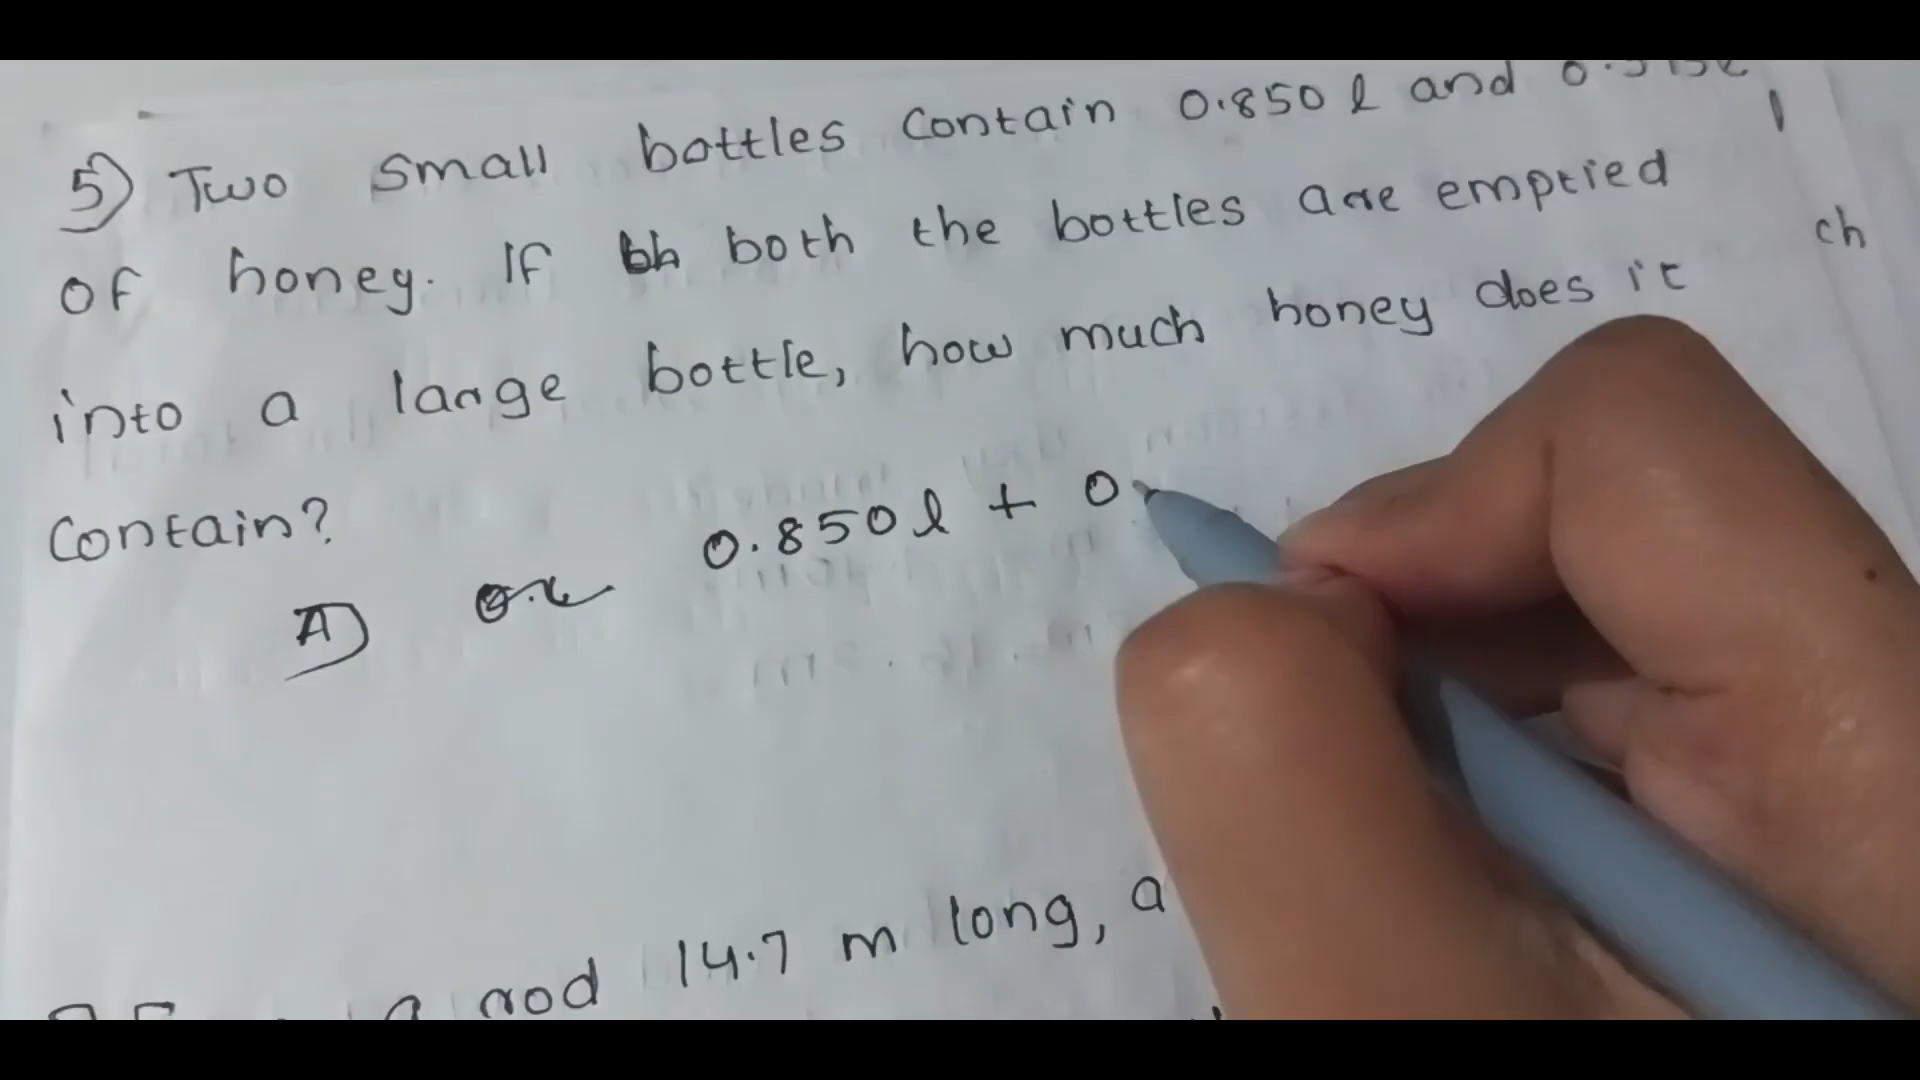 5) Two small bottles contain 0.850 l and
of honey. If bh both the bottles are emptied
into a large bottle, how much honey does it
Contain?
A) 0.850 l + 0
rod 14.7 m long, a
ch